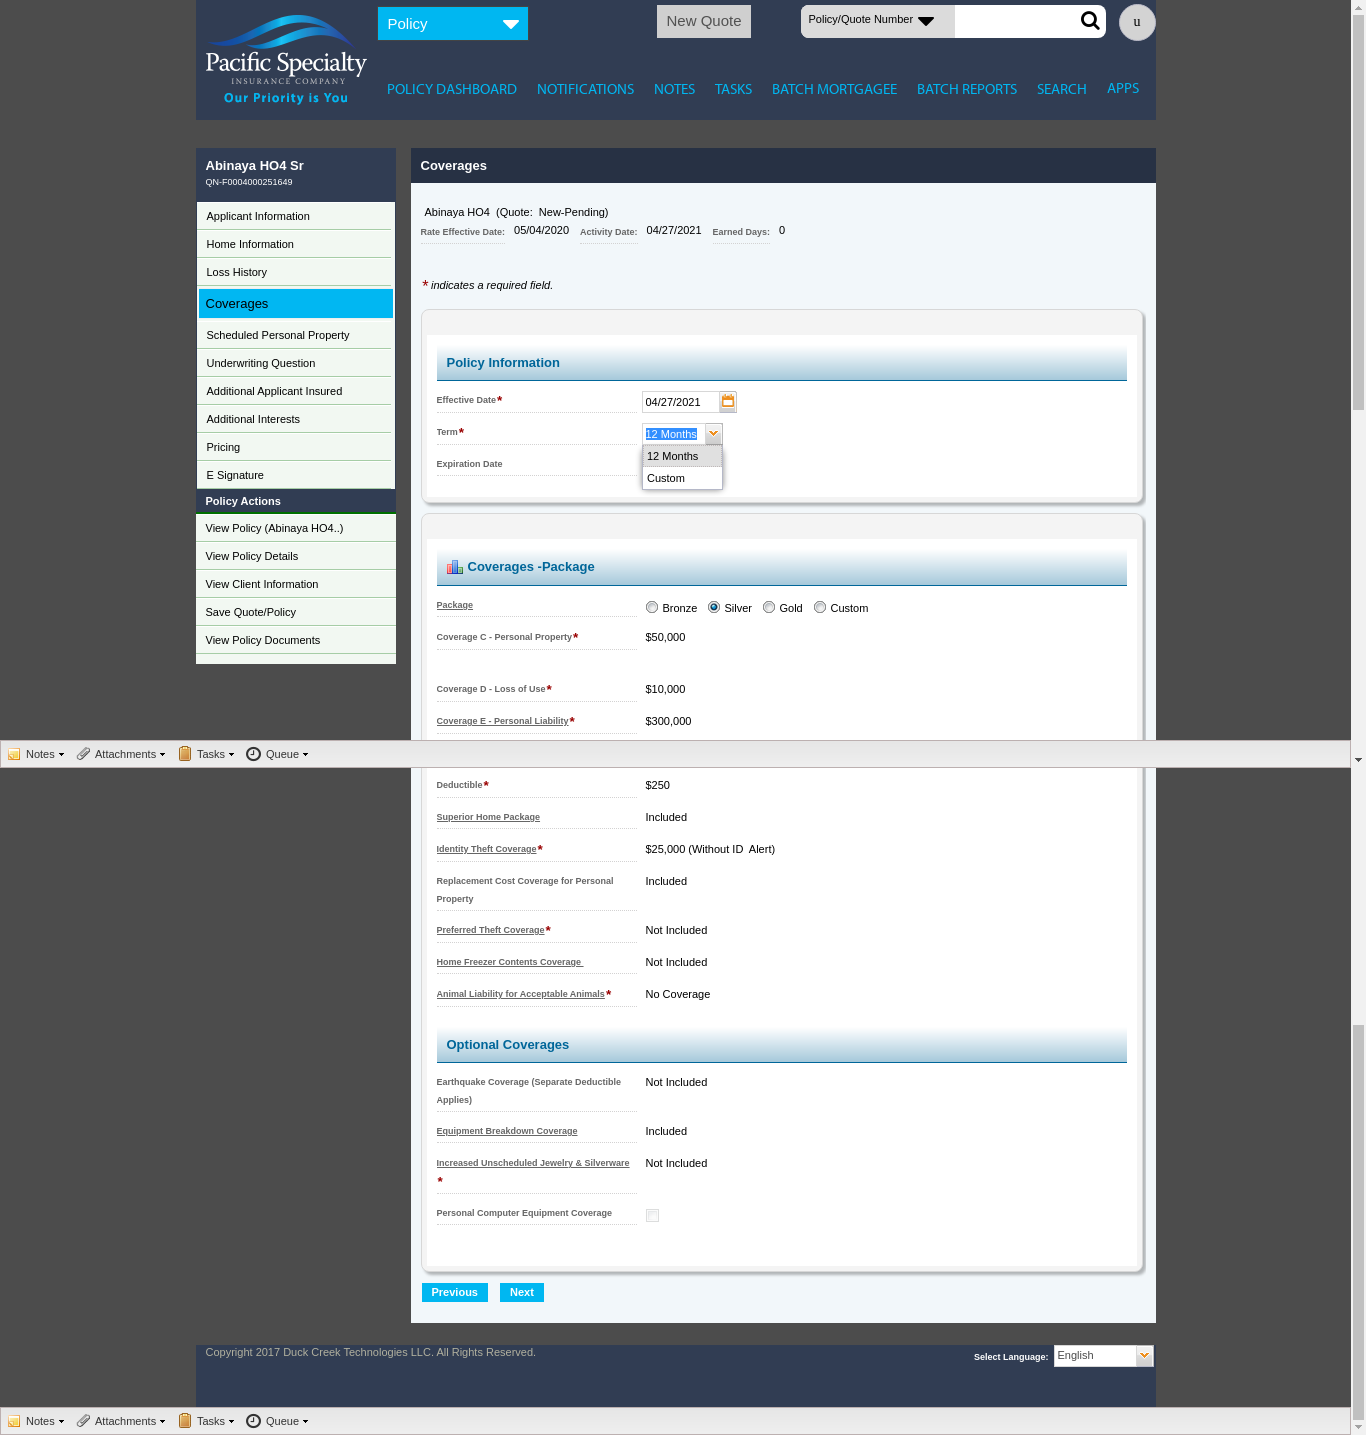 Pacific Specialty
INSURANCE COMPANY
Our Priority is You
Policy
New Quote
Policy/Quote Number
u
POLICY DASHBOARD NOTIFICATIONS NOTES TASKS BATCH MORTGAGEE BATCH REPORTS SEARCH APPS
Abinaya HO4 Sr
QN-F0004000251649
Applicant Information
Home Information
Loss History
Coverages
Scheduled Personal Property
Underwriting Question
Additional Applicant Insured
Additional Interests
Pricing
E Signature
Policy Actions
View Policy (Abinaya HO4..)
View Policy Details
View Client Information
Save Quote/Policy
View Policy Documents
Coverages
Abinaya HO4 (Quote: New-Pending)
Rate Effective Date: 05/04/2020 Activity Date: 04/27/2021 Earned Days: 0
* indicates a required field.
Policy Information
Effective Date* 04/27/2021
Term* 12 Months
12 Months
Expiration Date
Custom
Coverages -Package
Package Bronze Silver Gold Custom
Coverage C - Personal Property* $50,000
Coverage D - Loss of Use* $10,000
Coverage E - Personal Liability* $300,000
Notes Attachments Tasks Queue
Deductible* $250
Superior Home Package Included
Identity Theft Coverage* $25,000 (Without ID Alert)
Replacement Cost Coverage for Personal Included
Property
Preferred Theft Coverage* Not Included
Home Freezer Contents Coverage Not Included
Animal Liability for Acceptable Animals* No Coverage
Optional Coverages
Earthquake Coverage (Separate Deductible Not Included
Applies)
Equipment Breakdown Coverage Included
Increased Unscheduled Jewelry & Silverware Not Included
*
Personal Computer Equipment Coverage
Previous Next
Copyright 2017 Duck Creek Technologies LLC. All Rights Reserved.
Select Language: English
Notes Attachments Tasks Queue